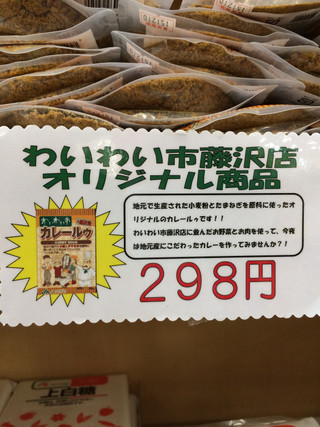 わいわい市藤沢店
オリジナル商品
地元で生産された小麦粉とたまねぎを原料に使ったオ
リジナルのカレールゥです!!
わいわい市藤沢店に並んだお野菜とお肉を使って、今夜
は地元産にこだわったカレーを作ってみませんか?!
カレールゥ
298円
上白糖